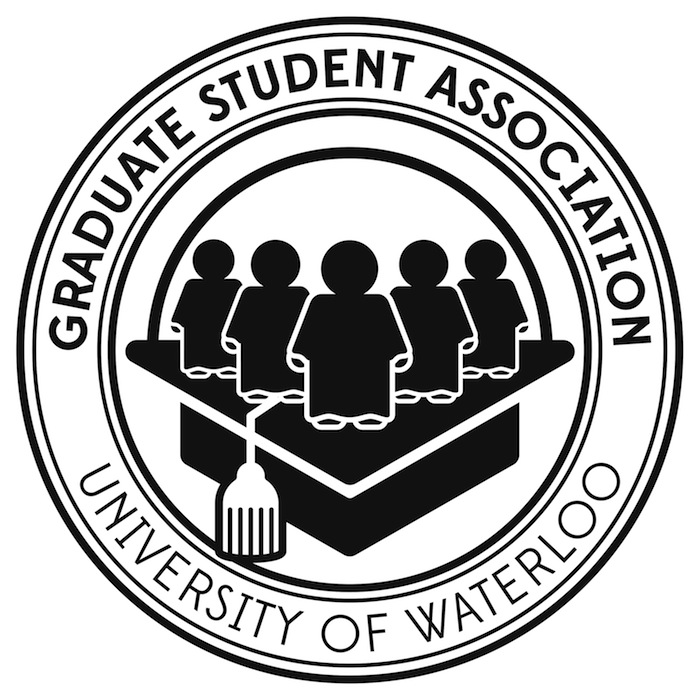 GRADUATE STUDENT ASSOCIATION
UNIVERSITY OF WATERLOO